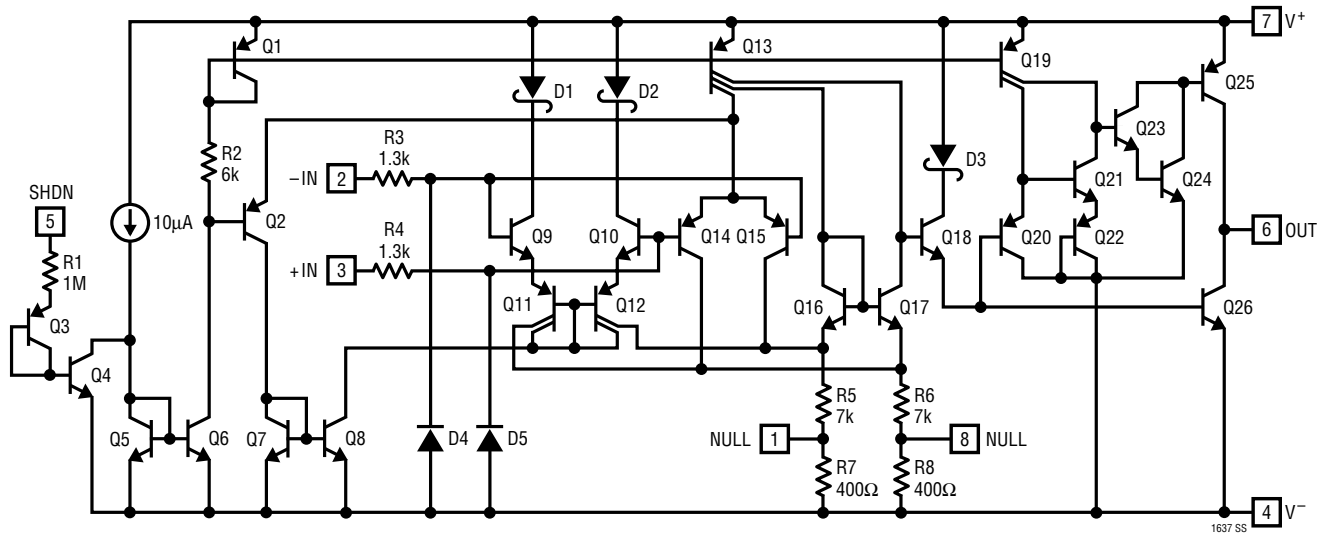 7 V+
Q1
Q13
Q19
Q25
D1
D2
Q23
R3
1.3k
R2
6k
D3
SHDN
−IN 2
Q21
Q24
5
10µA
Q2
R4
1.3k
Q9
Q10
Q14
Q15
Q18
Q20
Q22
6 OUT
R1
1M
+IN 3
Q11
Q12
Q16
Q17
Q26
Q3
Q4
R5
7k
R6
7k
Q5
Q6
Q7
Q8
D4
D5
NULL 1
8 NULL
R7
400Ω
R8
400Ω
4 V−
1637 SS